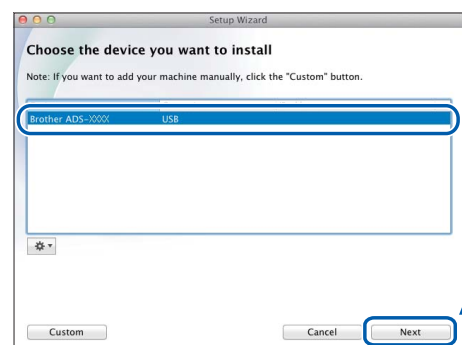 Setup Wizard
Choose the device you want to install
Note: If you want to add your machine manually, click the "Custom" button.
Brother ADS-XXXX USB
Custom Cancel Next